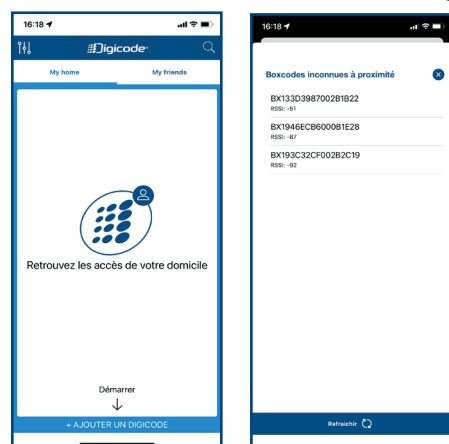 16:18
#Digicode
My home My friends
Retrouvez les accès de votre domicile
Démarrer
+ AJOUTER UN DIGICODE
16:18
Boxcodes inconnues à proximité
BX133D3987002B1B22
RSSI: -51
BX1946ECB6000B1E28
RSSI: -87
BX193C32CF002B2C19
RSSI: -92
Rafraichir